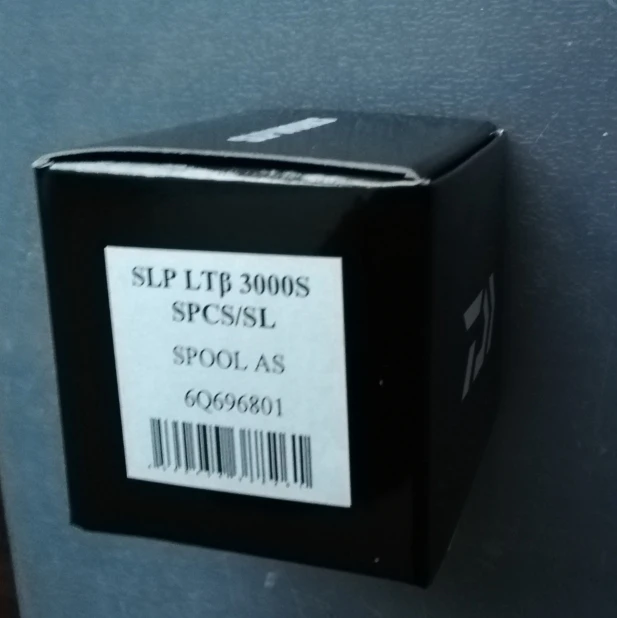 SLP LTβ 3000S
SPCS/SL
SPOOL AS
6Q696801